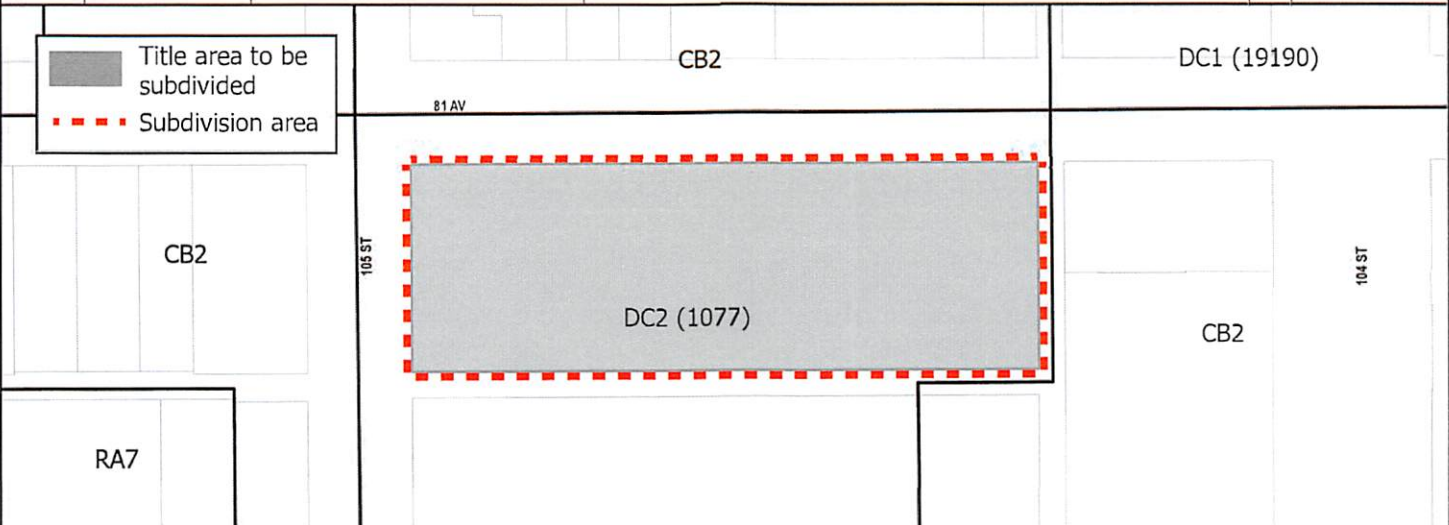 Title area to be
subdivided
Subdivision area
CB2
DC1 (19190)
81 AV
CB2
105 ST
DC2 (1077)
104 ST
CB2
RA7